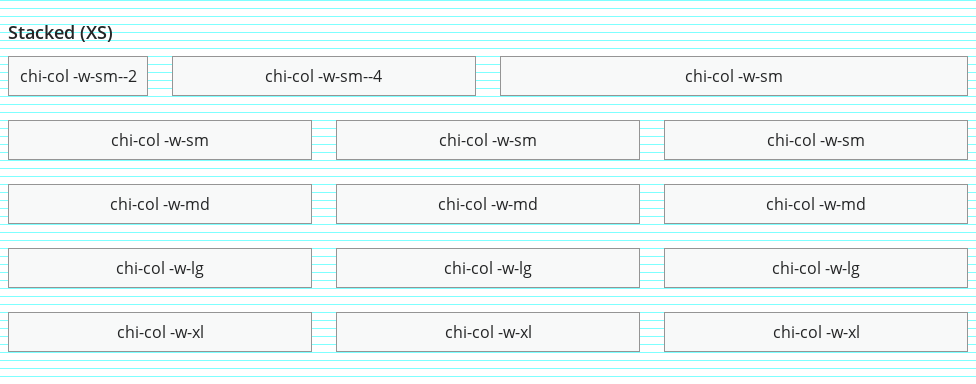 Stacked (XS)
chi-col -w-sm--2 chi-col -w-sm--4 chi-col -w-sm
chi-col -w-sm chi-col -w-sm chi-col -w-sm
chi-col -w-md chi-col -w-md chi-col -w-md
chi-col -w-lg chi-col -w-lg chi-col -w-lg
chi-col -w-xl chi-col -w-xl chi-col -w-xl